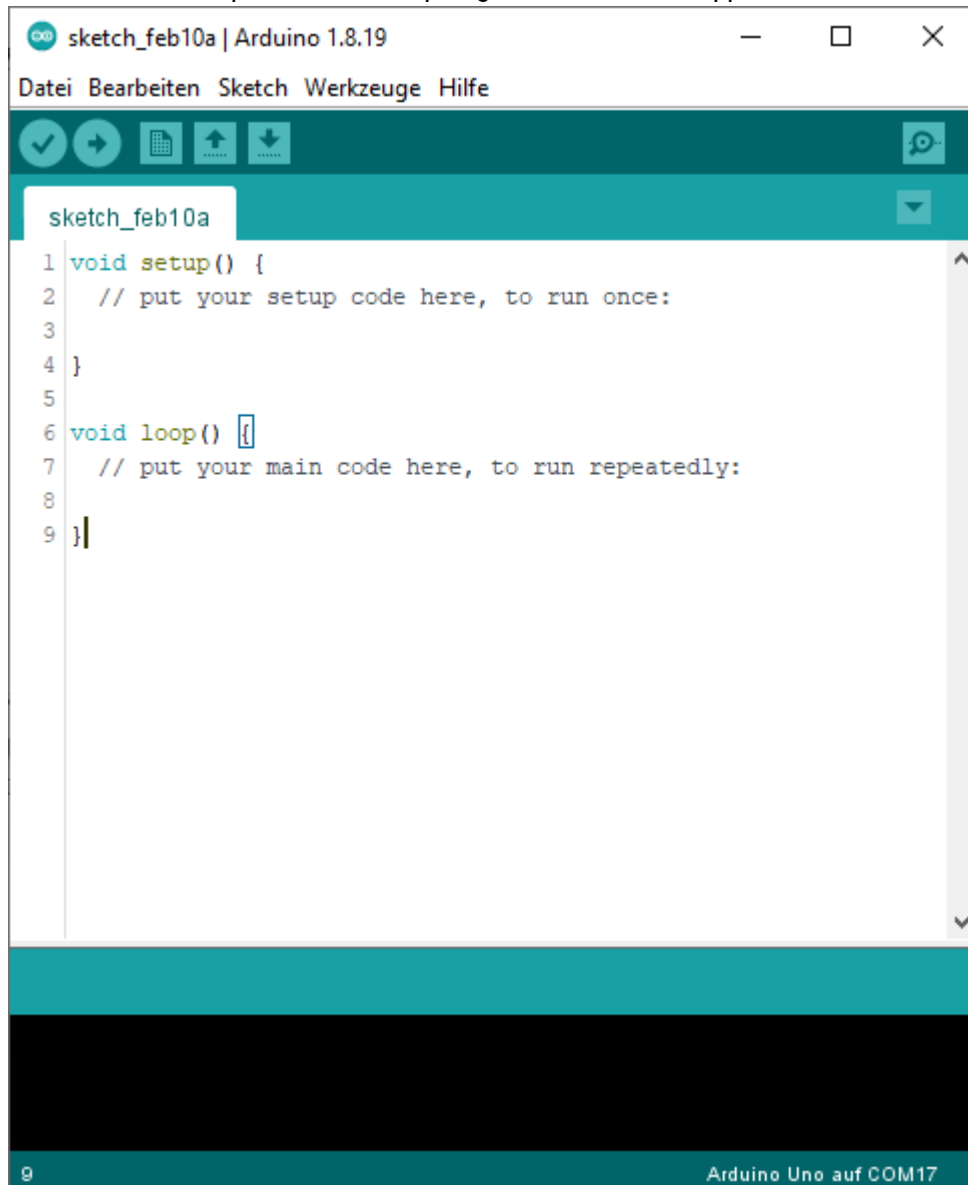 sketch_feb10a | Arduino 1.8.19
Datei Bearbeiten Sketch Werkzeuge Hilfe
sketch_feb10a
1 void setup() {
2   // put your setup code here, to run once:
3
4 }
5
6 void loop() {
7   // put your main code here, to run repeatedly:
8
9 }
9 Arduino Uno auf COM17